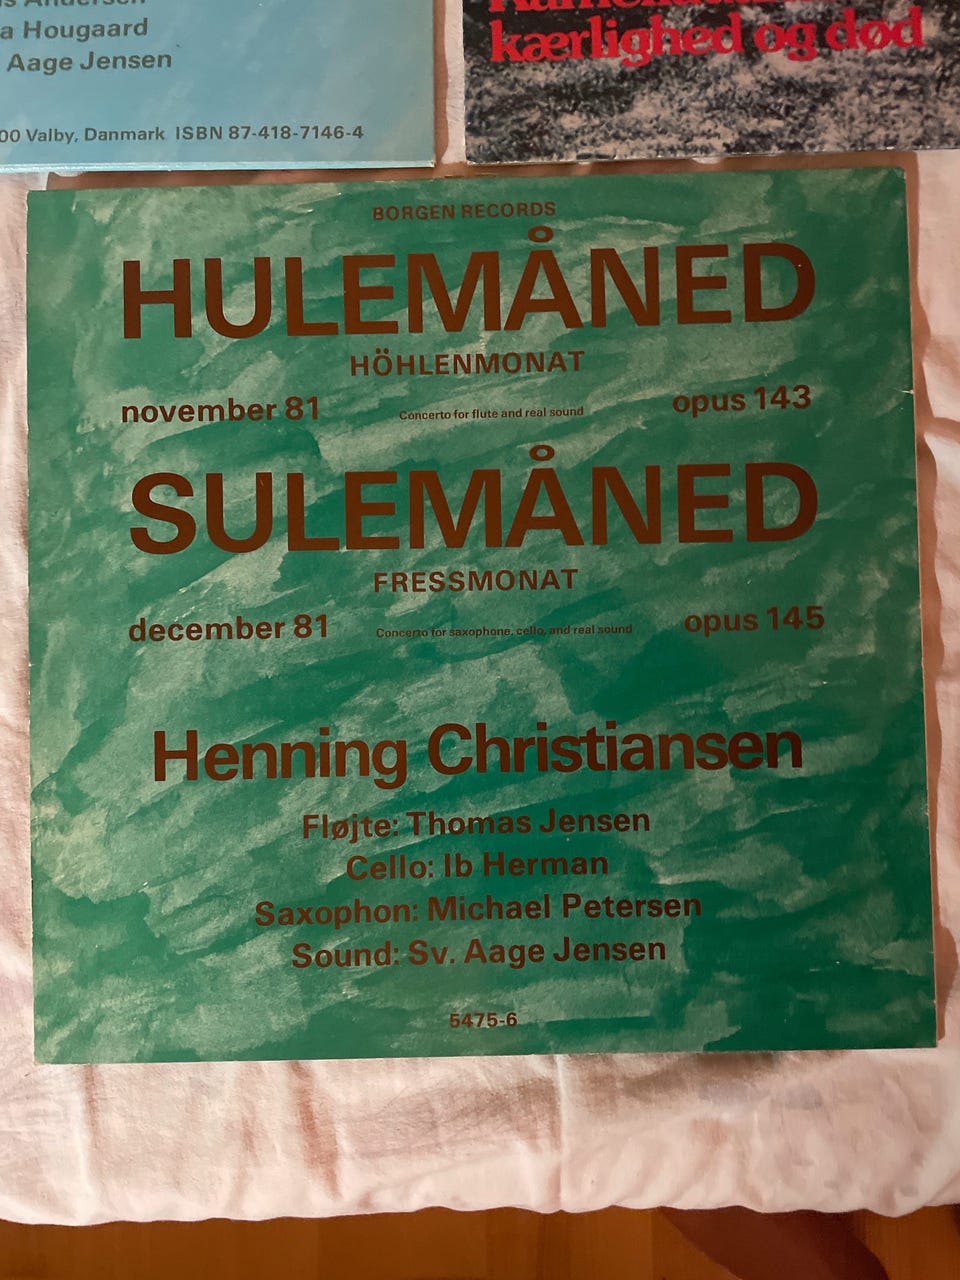 a Hougaard
Aage Jensen
00 Valby, Danmark ISBN 87-418-7146-4
kærlighed og død
BORGEN RECORDS
HULEMÅNED
HÖHLENMONAT
november 81 Concerto for flute and real sound opus 143
SULEMÅNED
FRESSMONAT
december 81 Concerto for saxophone, cello, and real sound opus 145
Henning Christiansen
Fløjte: Thomas Jensen
Cello: Ib Herman
Saxophon: Michael Petersen
Sound: Sv. Aage Jensen
5475-6